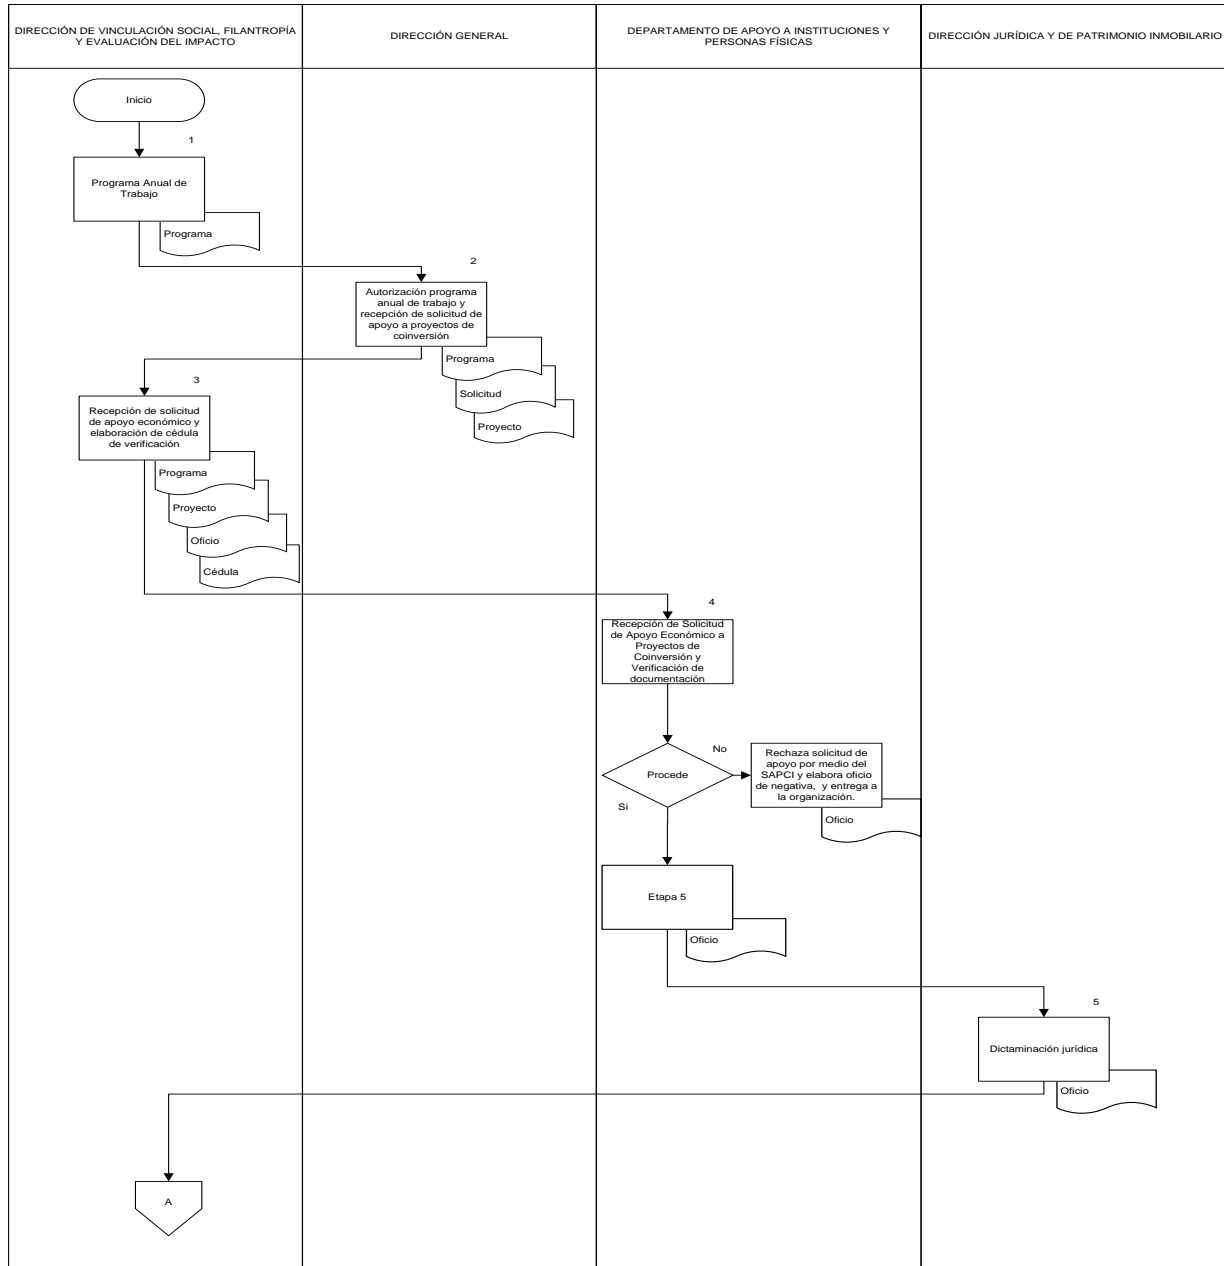 DIRECCIÓN DE VINCULACIÓN SOCIAL, FILANTROPÍA
Y EVALUACIÓN DEL IMPACTO
DIRECCIÓN GENERAL
DEPARTAMENTO DE APOYO A INSTITUCIONES Y
PERSONAS FÍSICAS
DIRECCIÓN JURÍDICA Y DE PATRIMONIO INMOBILARIO
Inicio
1
Programa Anual de
Trabajo
Programa
2
Autorización programa
anual de trabajo y
recepción de solicitud de
apoyo a proyectos de
coinversión
Programa
Solicitud
Proyecto
3
Recepción de solicitud
de apoyo económico y
elaboración de cédula
de verificación
Programa
Proyecto
Oficio
Cédula
4
Recepción de Solicitud
de Apoyo Económico a
Proyectos de
Coinversión y
Verificación de
documentación
Procede
No
Si
Rechaza solicitud de
apoyo por medio del
SAPCI y elabora oficio
de negativa, y entrega a
la organización.
Oficio
Etapa 5
Oficio
5
Dictaminación jurídica
Oficio
A